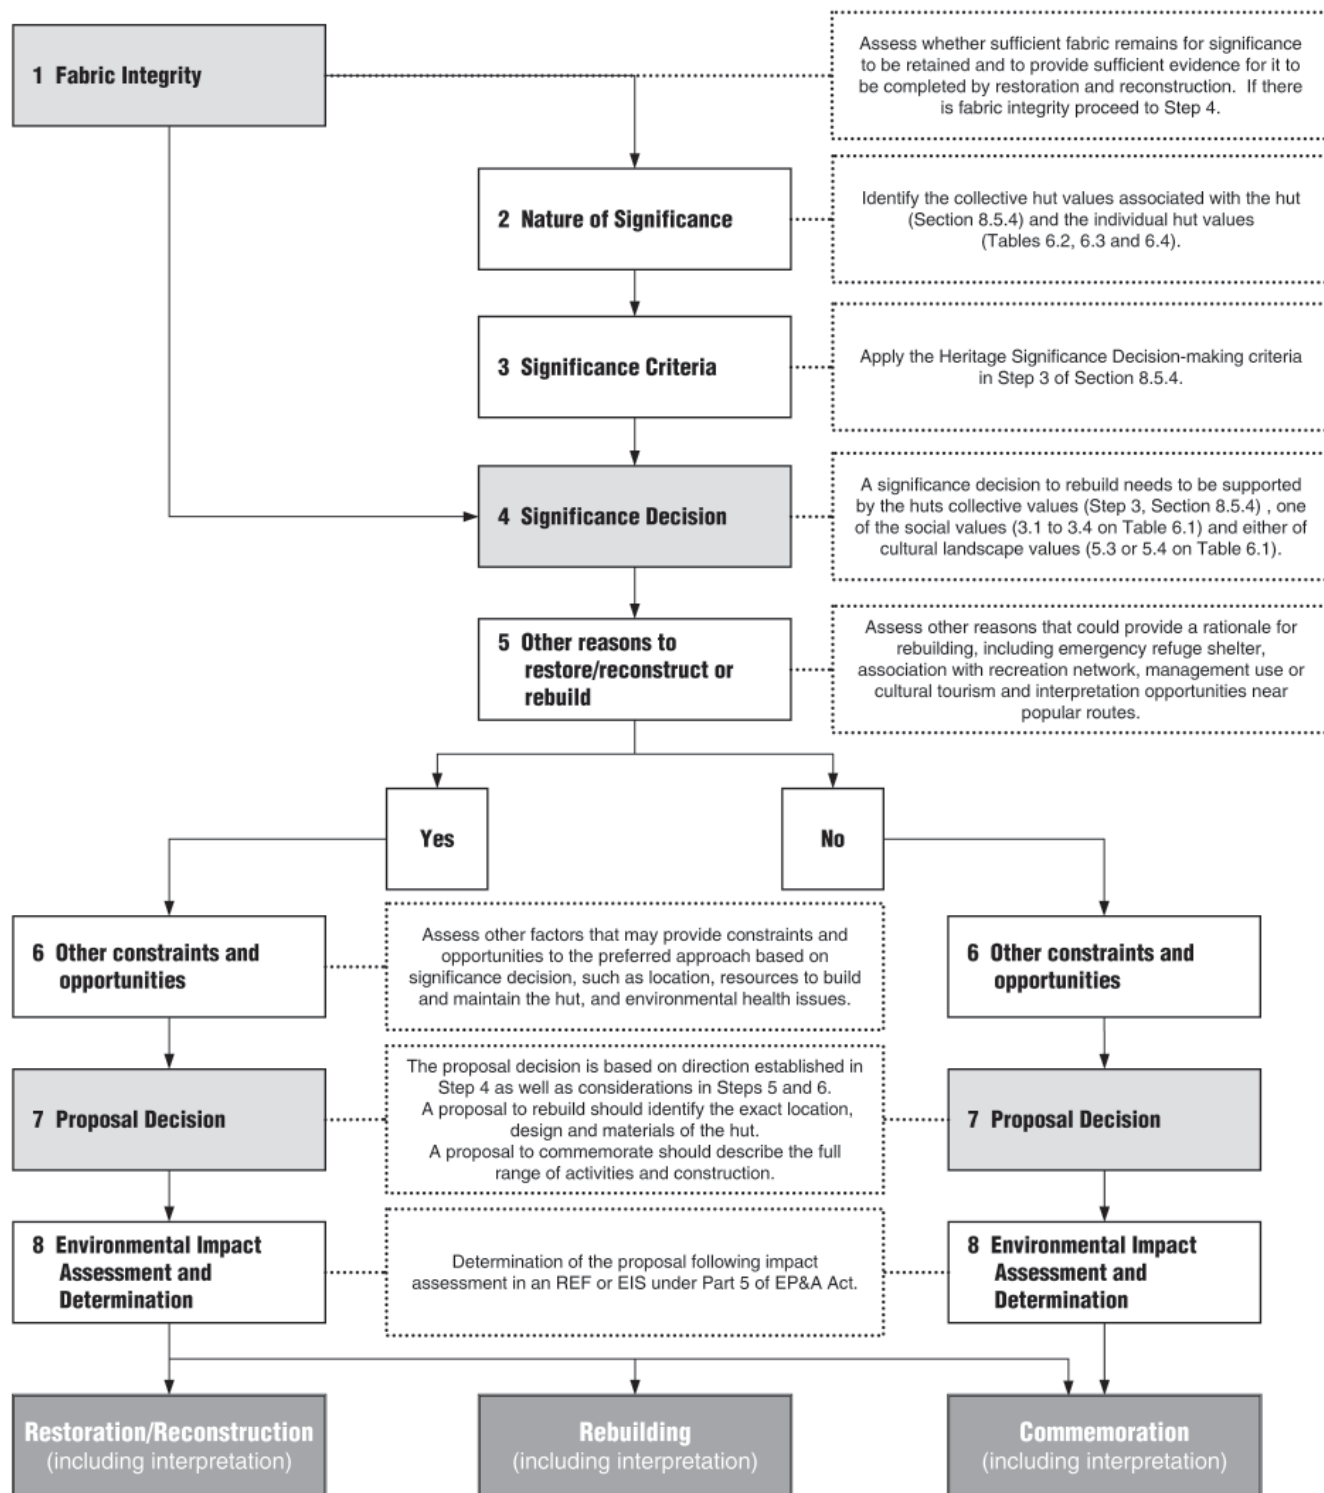 1 Fabric Integrity
Assess whether sufficient fabric remains for significance
to be retained and to provide sufficient evidence for it to
be completed by restoration and reconstruction. If there
is fabric integrity proceed to Step 4.
2 Nature of Significance
Identify the collective hut values associated with the hut
(Section 8.5.4) and the individual hut values
(Tables 6.2, 6.3 and 6.4).
3 Significance Criteria
Apply the Heritage Significance Decision-making criteria
in Step 3 of Section 8.5.4.
4 Significance Decision
A significance decision to rebuild needs to be supported
by the huts collective values (Step 3, Section 8.5.4) , one
of the social values (3.1 to 3.4 on Table 6.1) and either of
cultural landscape values (5.3 or 5.4 on Table 6.1).
5 Other reasons to
restore/reconstruct or
rebuild
Assess other reasons that could provide a rationale for
rebuilding, including emergency refuge shelter,
association with recreation network, management use or
cultural tourism and interpretation opportunities near
popular routes.
Yes
No
6 Other constraints and
opportunities
Assess other factors that may provide constraints and
opportunities to the preferred approach based on
significance decision, such as location, resources to build
and maintain the hut, and environmental health issues.
6 Other constraints and
opportunities
7 Proposal Decision
The proposal decision is based on direction established in
Step 4 as well as considerations in Steps 5 and 6.
A proposal to rebuild should identify the exact location,
design and materials of the hut.
A proposal to commemorate should describe the full
range of activities and construction.
7 Proposal Decision
8 Environmental Impact
Assessment and
Determination
Determination of the proposal following impact
assessment in an REF or EIS under Part 5 of EP&A Act.
8 Environmental Impact
Assessment and
Determination
Restoration/Reconstruction
(including interpretation)
Rebuilding
(including interpretation)
Commemoration
(including interpretation)